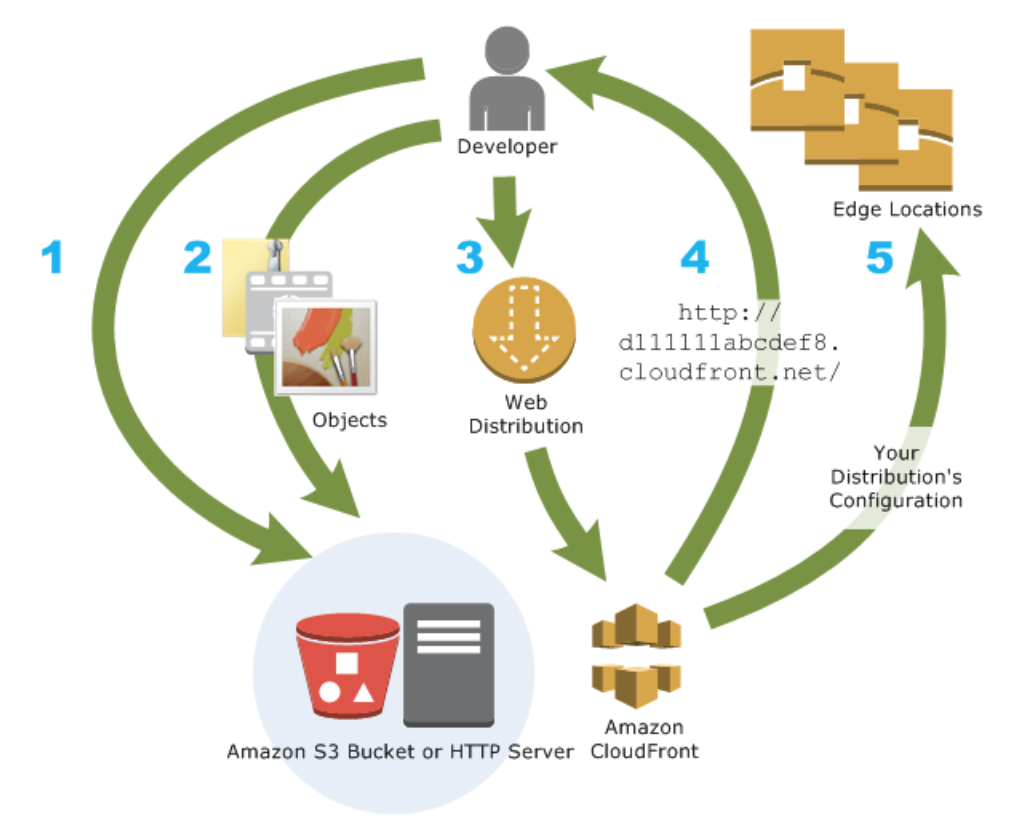 Developer
Edge Locations
1
2
3
4
5
http://
d111111abcdef8.
cloudfront.net/
Objects
Web
Distribution
Your
Distribution's
Configuration
Amazon S3 Bucket or HTTP Server
Amazon
CloudFront